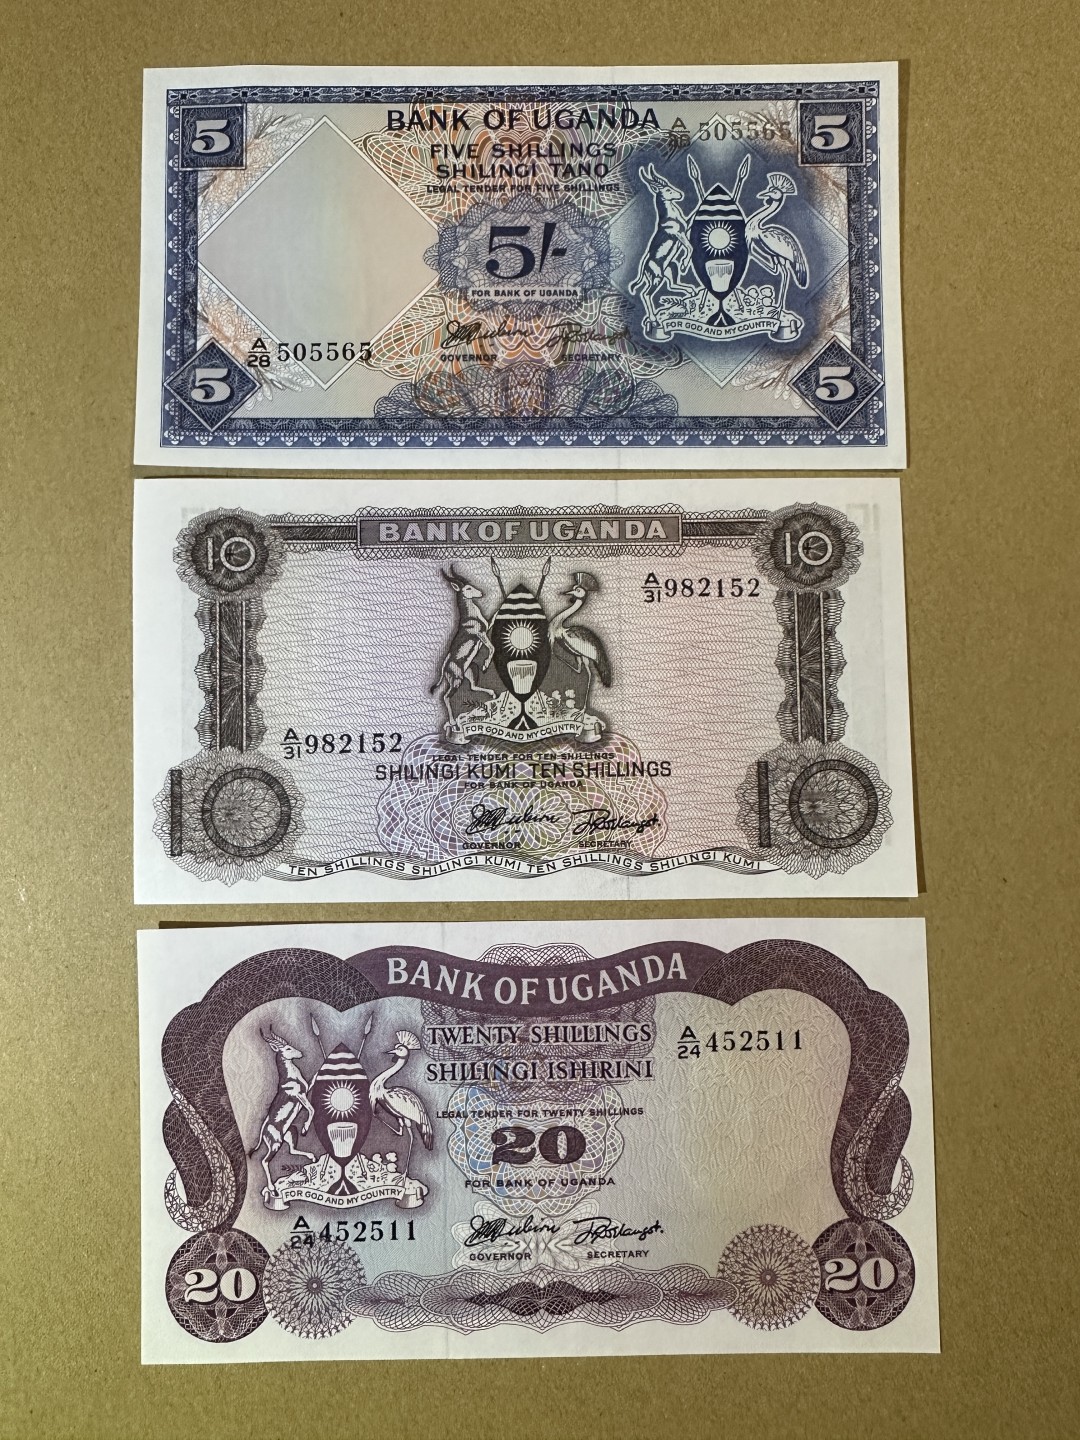 5 5
BANK OF UGANDA
A/28 505565
FIVE SHILLINGS
SHILINGI TANO
LEGAL TENDER FOR FIVE SHILLINGS
5/-
FOR BANK OF UGANDA
FOR GOD AND MY COUNTRY
A/28 505565
GOVERNOR SECRETARY
5 5
BANK OF UGANDA
10 10
A/31 982152
FOR GOD AND MY COUNTRY
A/31 982152
LEGAL TENDER FOR TEN SHILLINGS
SHILINGI KUMI TEN SHILLINGS
FOR BANK OF UGANDA
10 10
GOVERNOR SECRETARY
TEN SHILLINGS SHILINGI KUMI TEN SHILLINGS SHILINGI KUMI
BANK OF UGANDA
TWENTY SHILLINGS
A/24 452511
SHILINGI ISHIRINI
LEGAL TENDER FOR TWENTY SHILLINGS
20
FOR BANK OF UGANDA
FOR GOD AND MY COUNTRY
A/24 452511
GOVERNOR SECRETARY
20 20